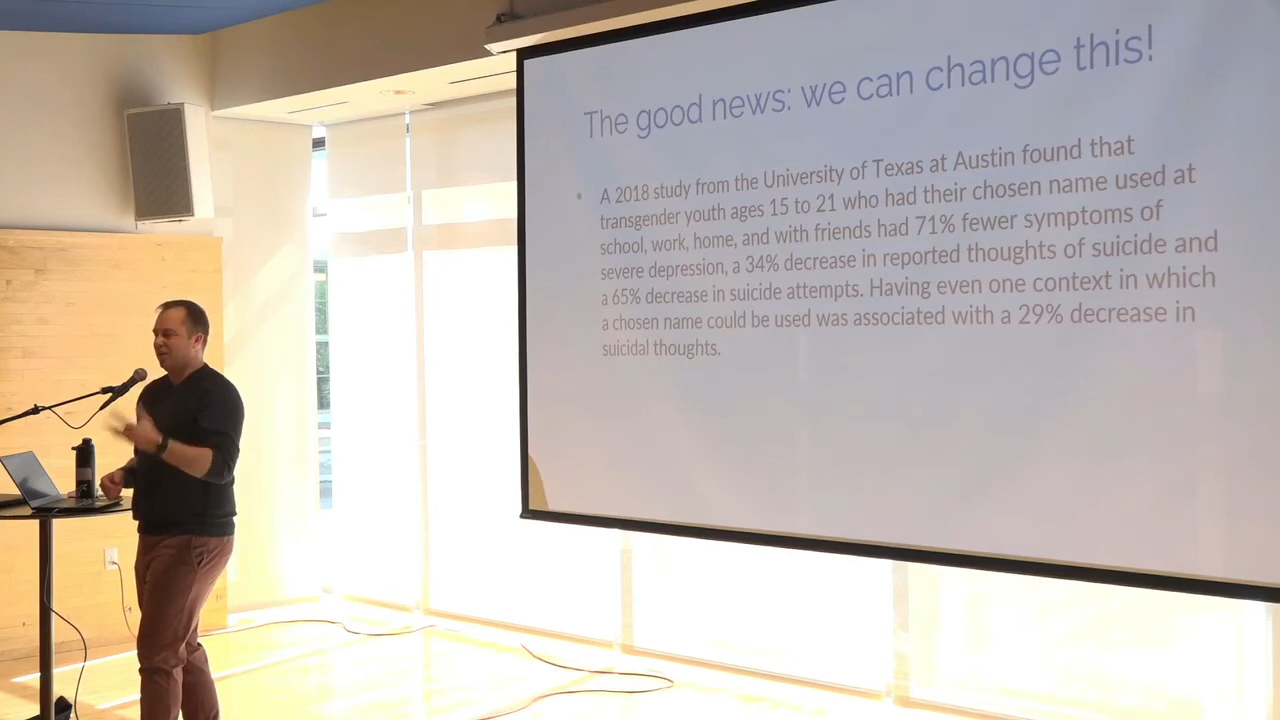 The good news: we can change this!
• A 2018 study from the University of Texas at Austin found that
transgender youth ages 15 to 21 who had their chosen name used at
school, work, home, and with friends had 71% fewer symptoms of
severe depression, a 34% decrease in reported thoughts of suicide and
a 65% decrease in suicide attempts. Having even one context in which
a chosen name could be used was associated with a 29% decrease in
suicidal thoughts.